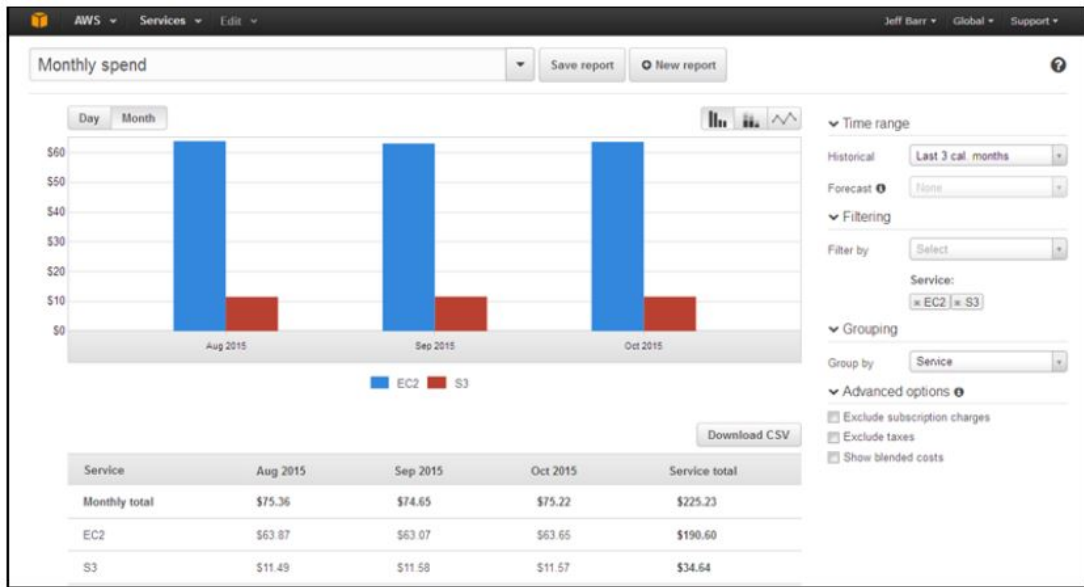 AWS Services Edit Jeff Barr Global Support
Monthly spend Save report New report
Day Month
$60
$50
$40
$30
$20
$10
$0
Aug 2015 Sep 2015 Oct 2015
EC2 S3
Time range
Historical Last 3 cal. months
Forecast None
Filtering
Filter by Select
Service:
EC2 S3
Grouping
Group by Service
Advanced options
Exclude subscription charges
Exclude taxes
Show blended costs
Download CSV
Service Aug 2015 Sep 2015 Oct 2015 Service total
Monthly total $75.36 $74.65 $75.22 $225.23
EC2 $63.87 $63.07 $63.65 $190.60
S3 $11.49 $11.58 $11.57 $34.64